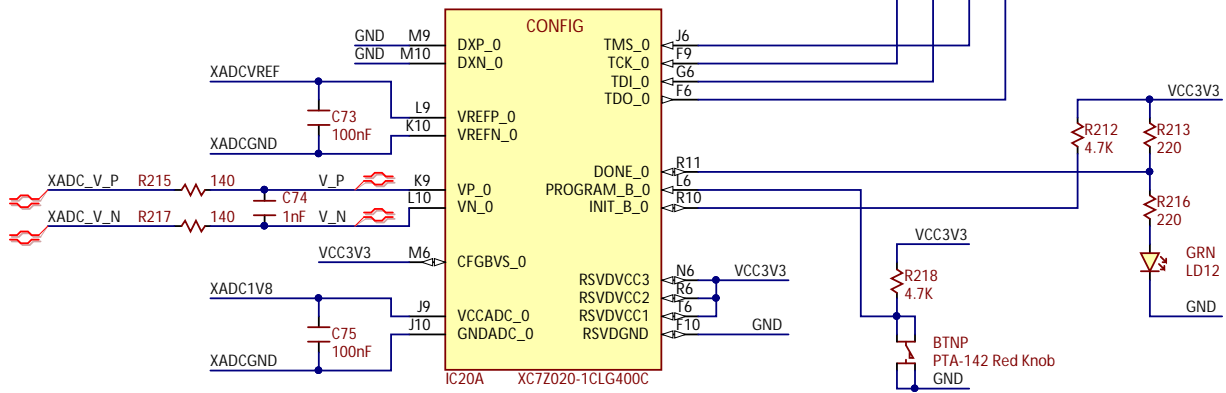 CONFIG
GND M9 DXP_0 TMS_0 J6
GND M10 DXN_0 TCK_0 F9
XADCVREF TDI_0 G6
TDO_0 F6 VCC3V3
C73 L9 VREFP_0
100nF K10 VREFN_0
R212 R213
4.7K 220
XADCGND
DONE_0 R11
XADC_V_P R215 140 V_P K9 VP_0 PROGRAM_B_0 L6
C74 L10 VN_0 INIT_B_0 R10
1nF
XADC_V_N R217 140 V_N
R216
220
VCC3V3
VCC3V3 M6 CFGBVS_0
GRN
LD12
RSVDVCC3 N6 VCC3V3
R218
4.7K
XADC1V8 RSVDVCC2 R6
J9 VCCADC_0 RSVDVCC1 T6 GND
C75 J10 GNDADC_0 RSVDGND F10 GND
100nF
BTNP
PTA-142 Red Knob
XADCGND
IC20A XC7Z020-1CLG400C GND